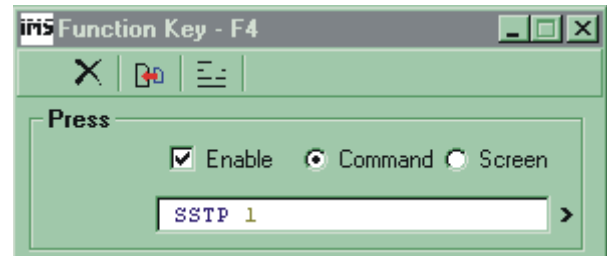 iMS Function Key - F4
Press
Enable Command Screen
SSTP 1